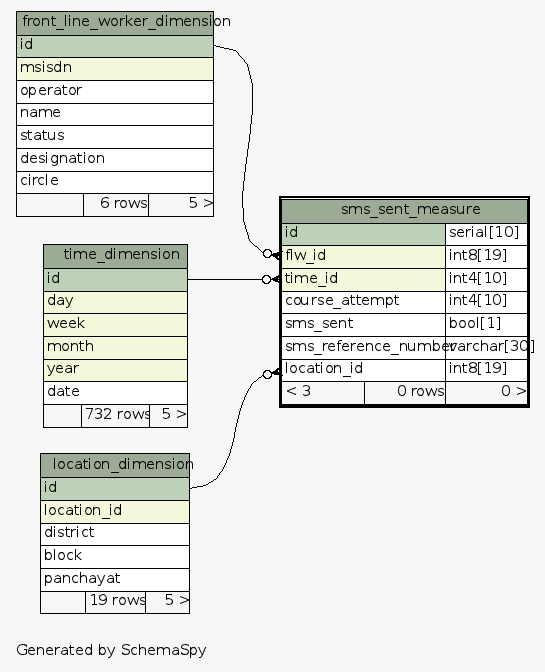 front_line_worker_dimension
id
msisdn
operator
name
status
designation
circle
6 rows 5 >
time_dimension
id
day
week
month
year
date
732 rows 5 >
location_dimension
id
location_id
district
block
panchayat
19 rows 5 >
sms_sent_measure
id serial[10]
flw_id int8[19]
time_id int4[10]
course_attempt int4[10]
sms_sent bool[1]
sms_reference_number varchar[30]
location_id int8[19]
< 3 0 rows 0 >
Generated by SchemaSpy